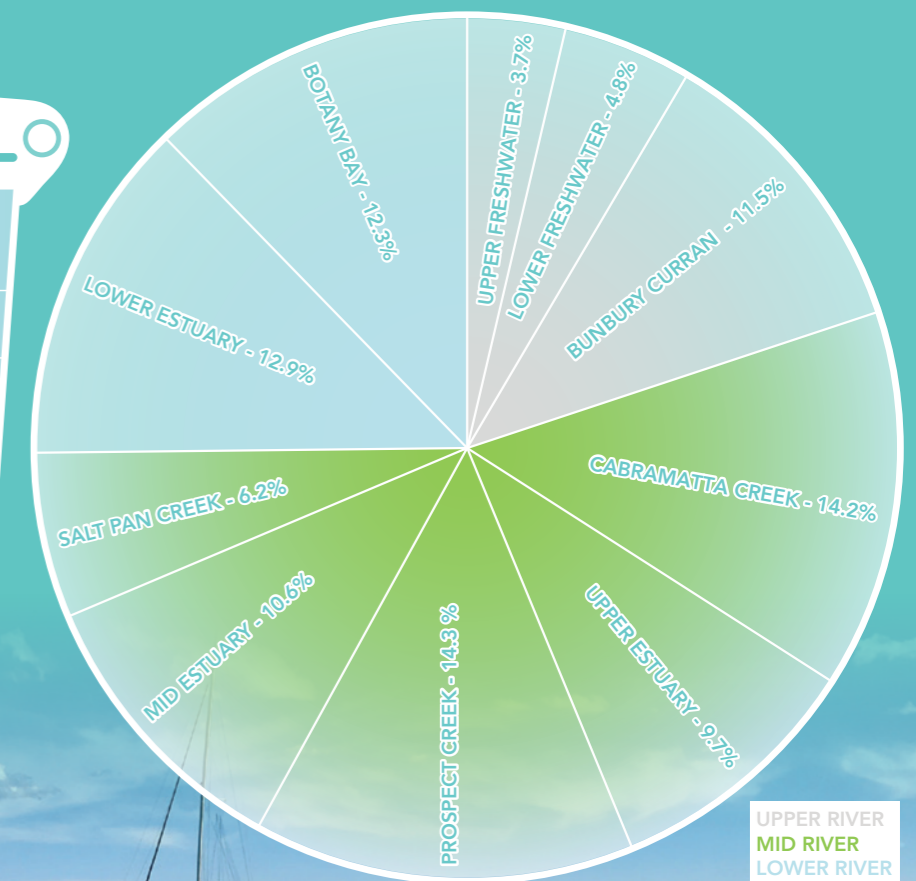 UPPER FRESHWATER - 3.7%
LOWER FRESHWATER - 4.8%
BUNBURY CURRAN - 11.5%
CABRAMATTA CREEK - 14.2%
UPPER ESTUARY - 9.7%
PROSPECT CREEK - 14.3 %
MID ESTUARY - 10.6%
SALT PAN CREEK - 6.2%
LOWER ESTUARY - 12.9%
BOTANY BAY - 12.3%
UPPER RIVER
MID RIVER
LOWER RIVER